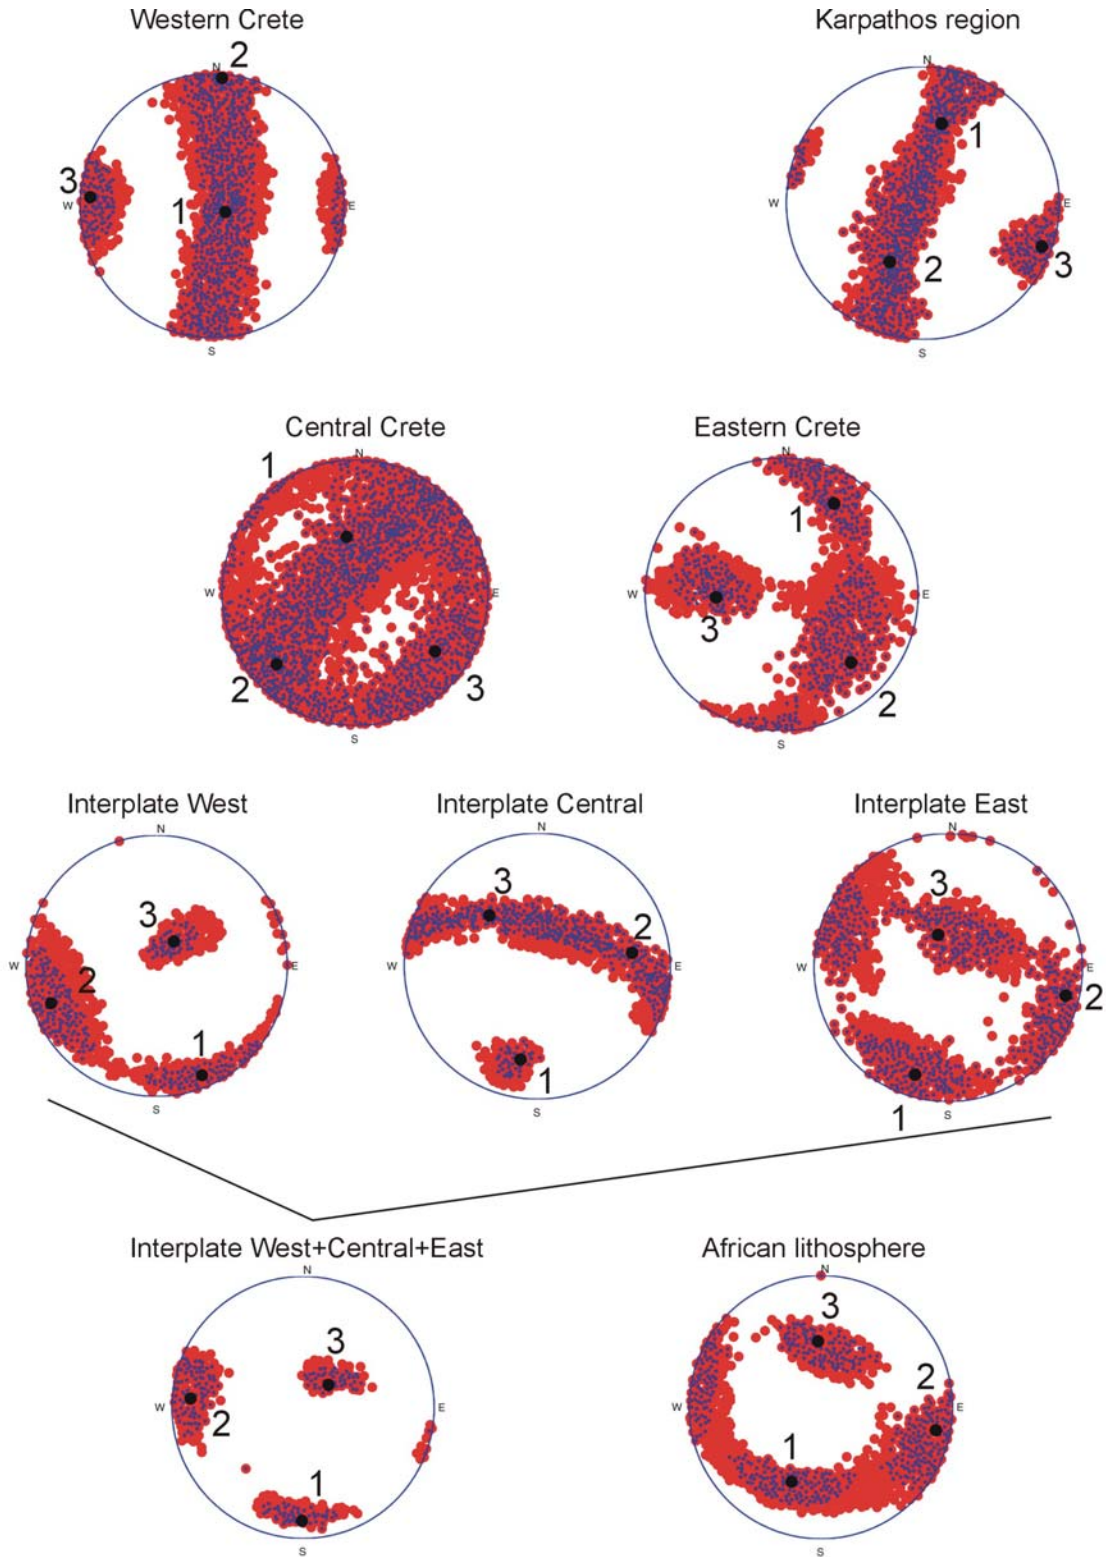 Western Crete
Karpathos region
N
2
3
W
1
E
S
N
1
W
E
2
3
S
Central Crete
Eastern Crete
1
N
W
E
2
3
S
N
1
W
E
3
2
S
Interplate West
Interplate Central
Interplate East
N
3
W
2
E
1
S
N
3
2
W
E
1
S
N
3
W
E
2
1
S
Interplate West+Central+East
African lithosphere
N
3
W
E
2
1
S
N
3
2
W
E
1
S